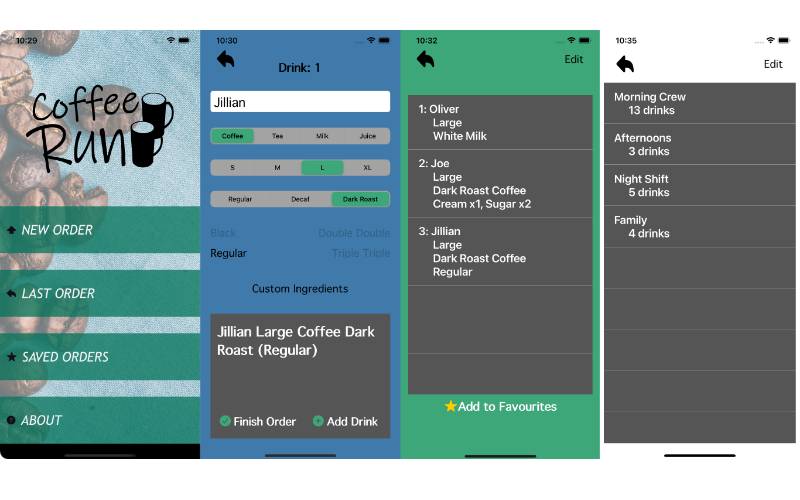 10:29
Coffee
Run
NEW ORDER
LAST ORDER
SAVED ORDERS
ABOUT
10:30
Drink: 1
Jillian
Coffee Tea Milk Juice
S M L XL
Regular Decaf Dark Roast
Black Double Double
Regular Triple Triple
Custom Ingredients
Jillian Large Coffee Dark
Roast (Regular)
Finish Order Add Drink
10:32
Edit
1: Oliver
Large
White Milk
2: Joe
Large
Dark Roast Coffee
Cream x1, Sugar x2
3: Jillian
Large
Dark Roast Coffee
Regular
Add to Favourites
10:35
Edit
Morning Crew
13 drinks
Afternoons
3 drinks
Night Shift
5 drinks
Family
4 drinks